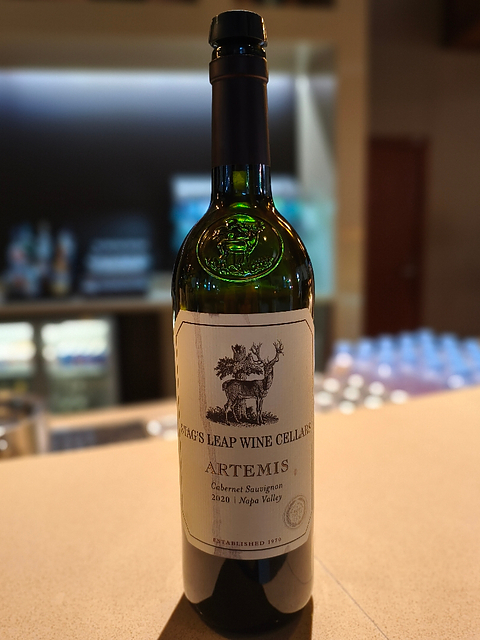 STAG'S LEAP WINE CELLARS
ARTEMIS
Cabernet Sauvignon
2020 | Napa Valley
ESTABLISHED 1970